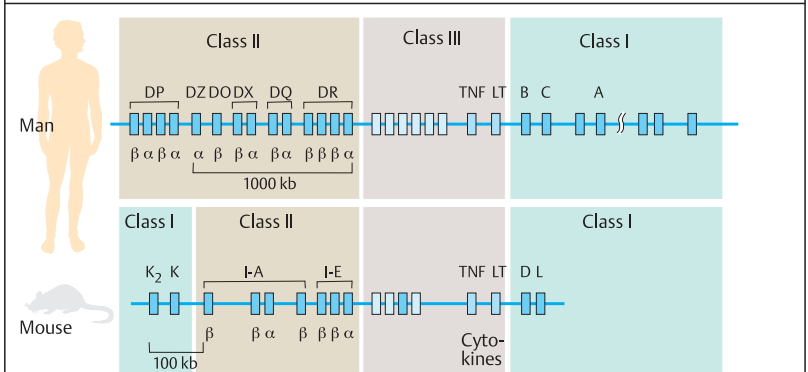 Class II Class III Class I
DP DZ DO DX DQ DR TNF LT B C A
Man
β α β α α β β α β α β β β α
1000 kb
Class I Class II Class I
K₂ K I-A I-E TNF LT D L
Mouse
β β α β β β α
100 kb
Cyto-
kines